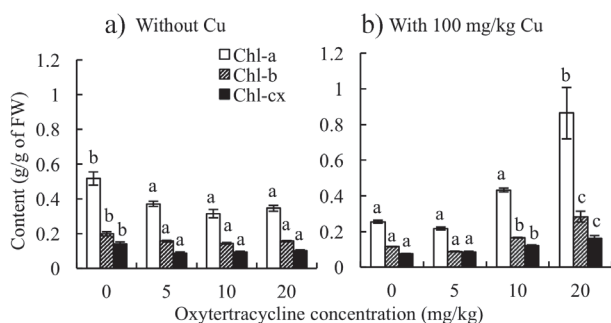 a) Without Cu
b) With 100 mg/kg Cu
Content (g/g of FW)
1.2
1
0.8
0.6
0.4
0.2
0
Chl-a
Chl-b
Chl-cx
b
b
b
a
a
a
a
a
a
a
a
a
0
5
10
20
1.2
1
0.8
0.6
0.4
0.2
0
a
a
a
a
a
a
a
b
b
b
c
c
0
5
10
20
Oxytertracycline concentration (mg/kg)